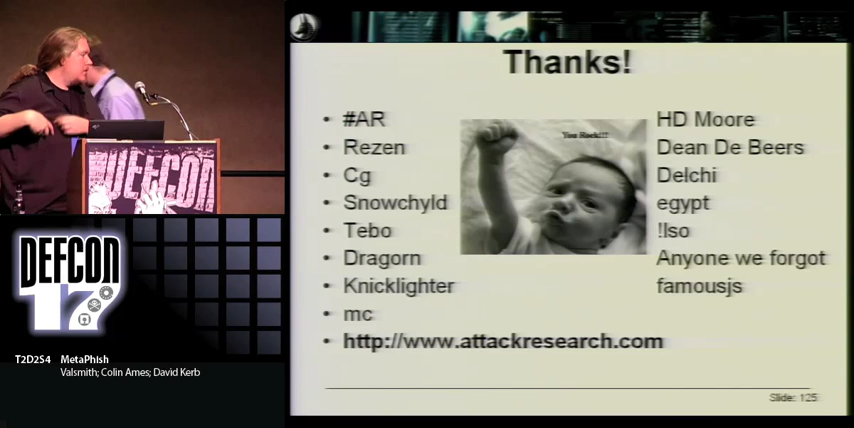 Thanks!
• #AR
• Rezen
• Cg
• Snowchyld
• Tebo
• Dragorn
• Knicklighter
• mc
• http://www.attackresearch.com
You Rock!!!
HD Moore
Dean De Beers
Delchi
egypt
!lso
Anyone we forgot
famousjs
Slide: 125
DEFCON
DEFCON
17
T2D2S4 MetaPhish
Valsmith; Colin Ames; David Kerb